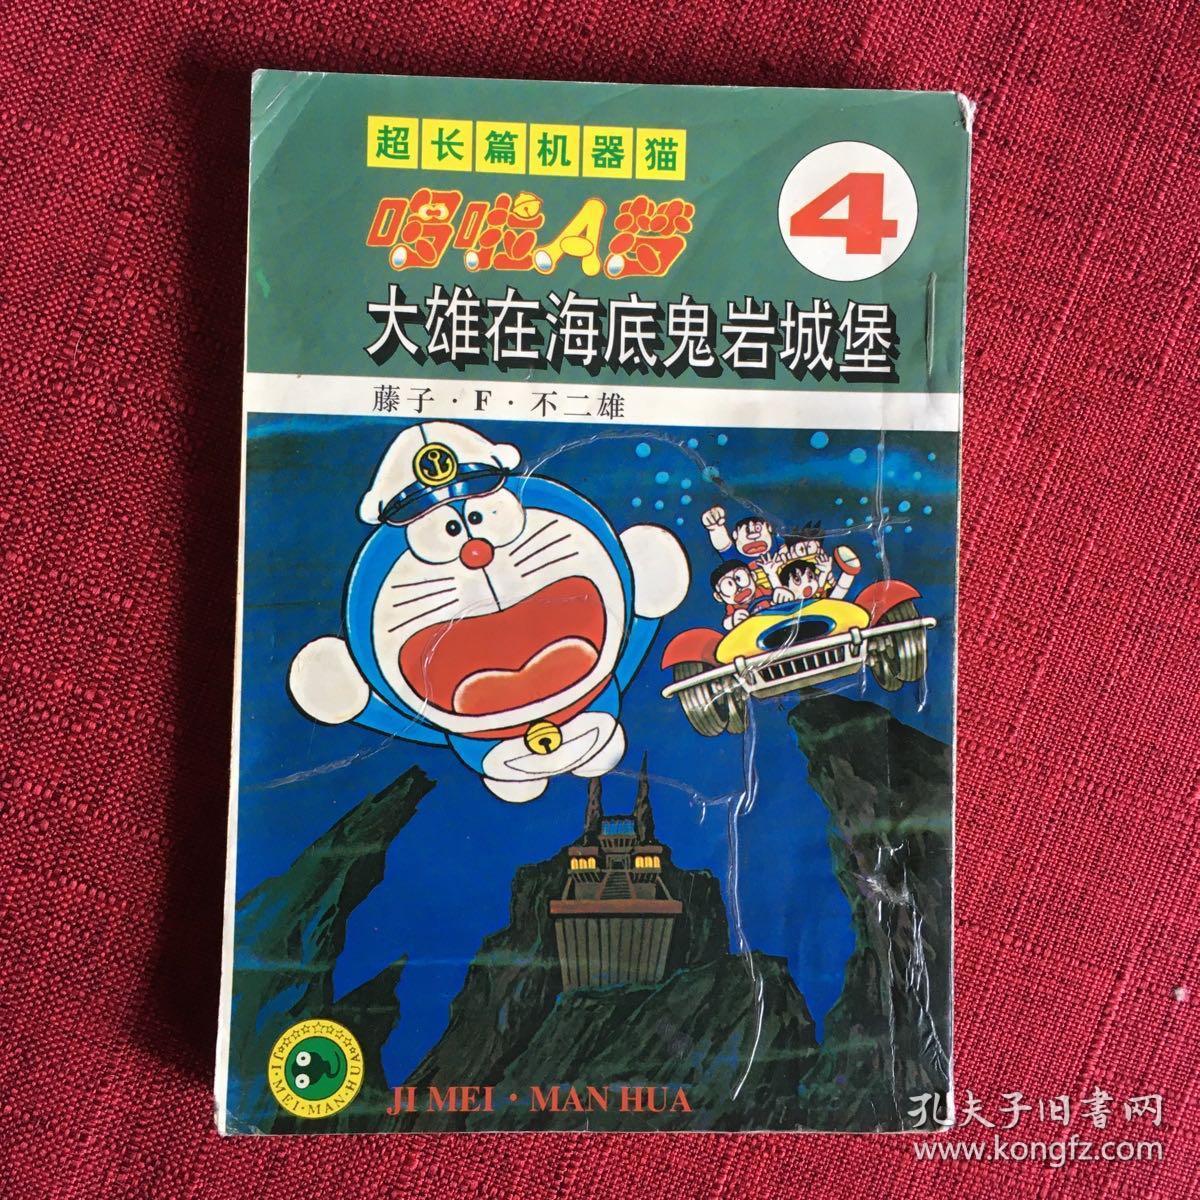 超长篇机器猫
哆啦A梦
4
大雄在海底鬼岩城堡
藤子·F·不二雄
JI·MEI·MAN·HUA
JI MEI·MAN HUA
孔夫子旧书网
www.kongfz.com